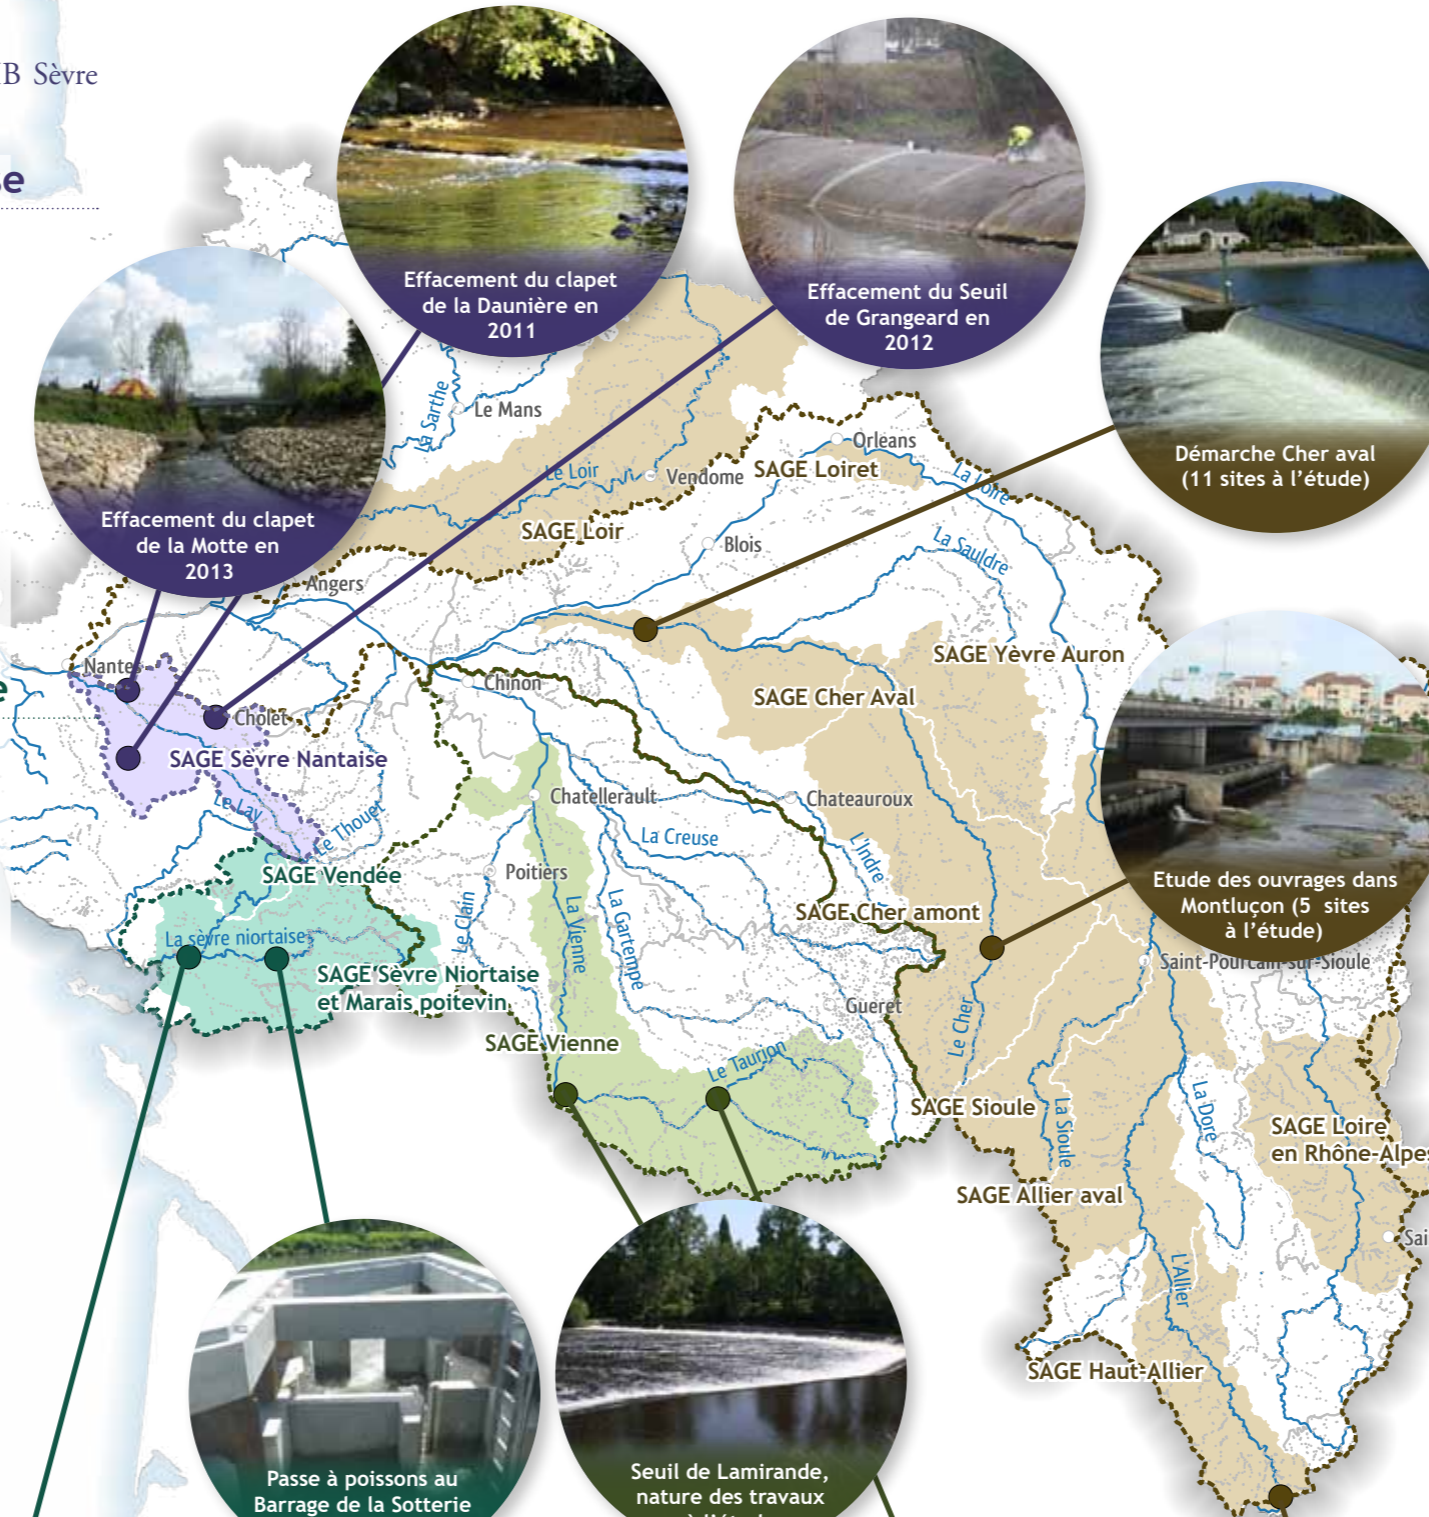 B Sèvre
Effacement du clapet
de la Daunière en
2011
Effacement du Seuil
de Grangeard en
2012
Démarche Cher aval
(11 sites à l'étude)
Effacement du clapet
de la Motte en
2013
Etude des ouvrages dans
Montluçon (5 sites
à l'étude)
Passe à poissons au
Barrage de la Sotterie
Seuil de Lamirande,
nature des travaux
La Sarthe
Le Mans
Le Loir
Vendome
SAGE Loir
SAGE Loiret
Orleans
La Loire
Blois
La Sauldre
Angers
Nantes
Cholet
Chinon
SAGE Yèvre Auron
SAGE Cher Aval
SAGE Sèvre Nantaise
Le Lay
Le Thouet
Chatellerault
Chateauroux
La Creuse
L'Indre
SAGE Vendée
Poitiers
La sèvre niortaise
Le Clain
La Vienne
La Gartempe
SAGE Cher amont
SAGE Sèvre Niortaise
et Marais poitevin
Saint-Pourcain-sur-Sioule
Gueret
Le Cher
SAGE Vienne
Le Taurion
SAGE Sioule
La Sioule
La Dore
SAGE Loire
en Rhône-Alpes
SAGE Allier aval
Sai
L'Allier
SAGE Haut-Allier